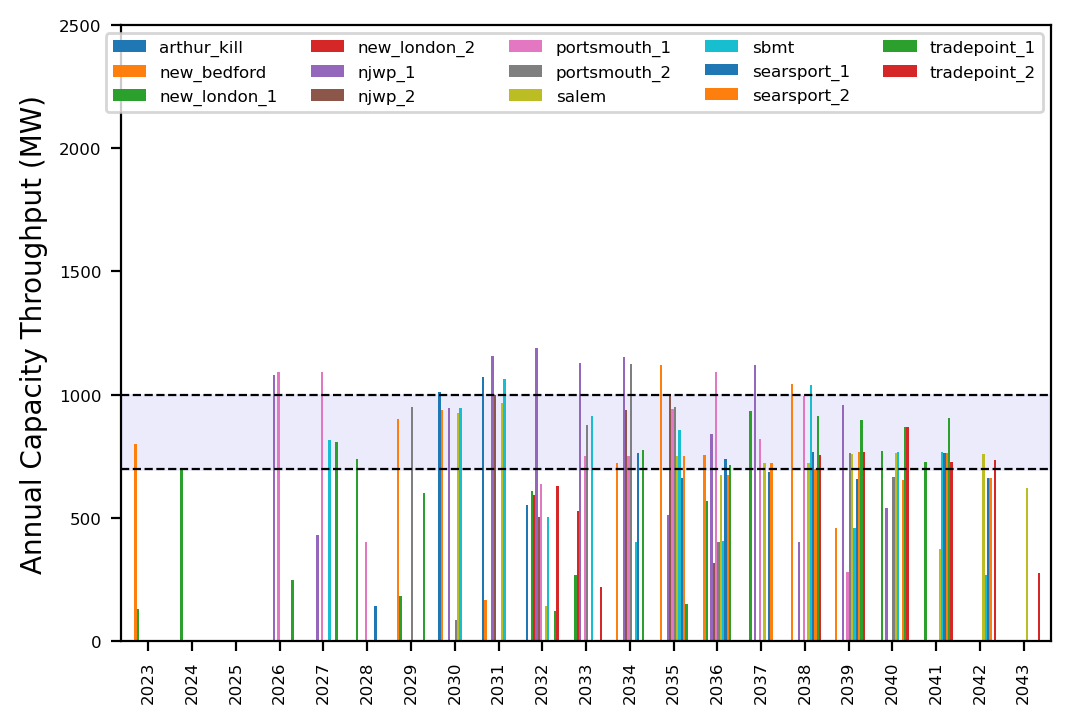 2500
arthur_kill new_london_2 portsmouth_1 sbmt tradepoint_1
new_bedford njwp_1 portsmouth_2 searsport_1 tradepoint_2
new_london_1 njwp_2 salem searsport_2
2000
1500
1000
500
0
Annual Capacity Throughput (MW)
2023 2024 2025 2026 2027 2028 2029 2030 2031 2032 2033 2034 2035 2036 2037 2038 2039 2040 2041 2042 2043